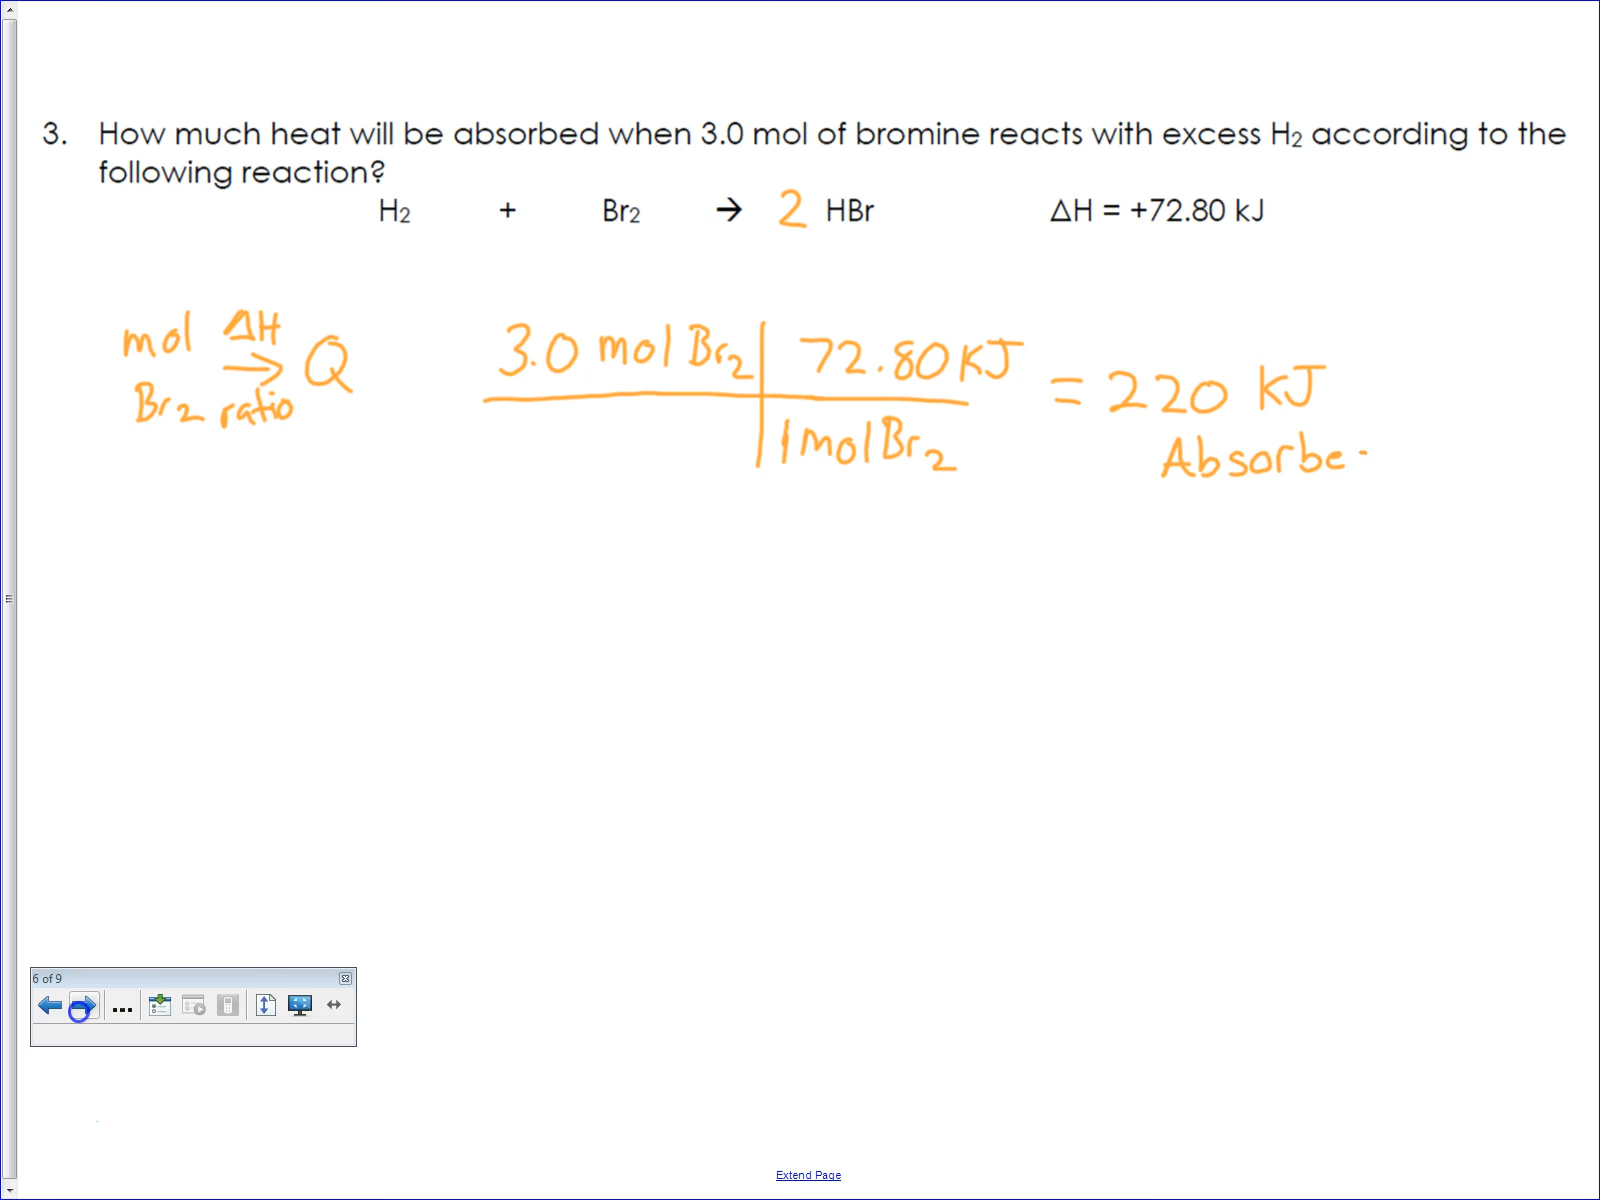 3. How much heat will be absorbed when 3.0 mol of bromine reacts with excess H₂ according to the
following reaction?
H₂ + Br₂ → 2 HBr ΔH = +72.80 kJ
mol ΔH
→ Q
Br₂ ratio
3.0 mol Br₂ | 72.80 KJ
1 mol Br₂
= 220 KJ
Absorbe
6 of 9
...
Extend Page